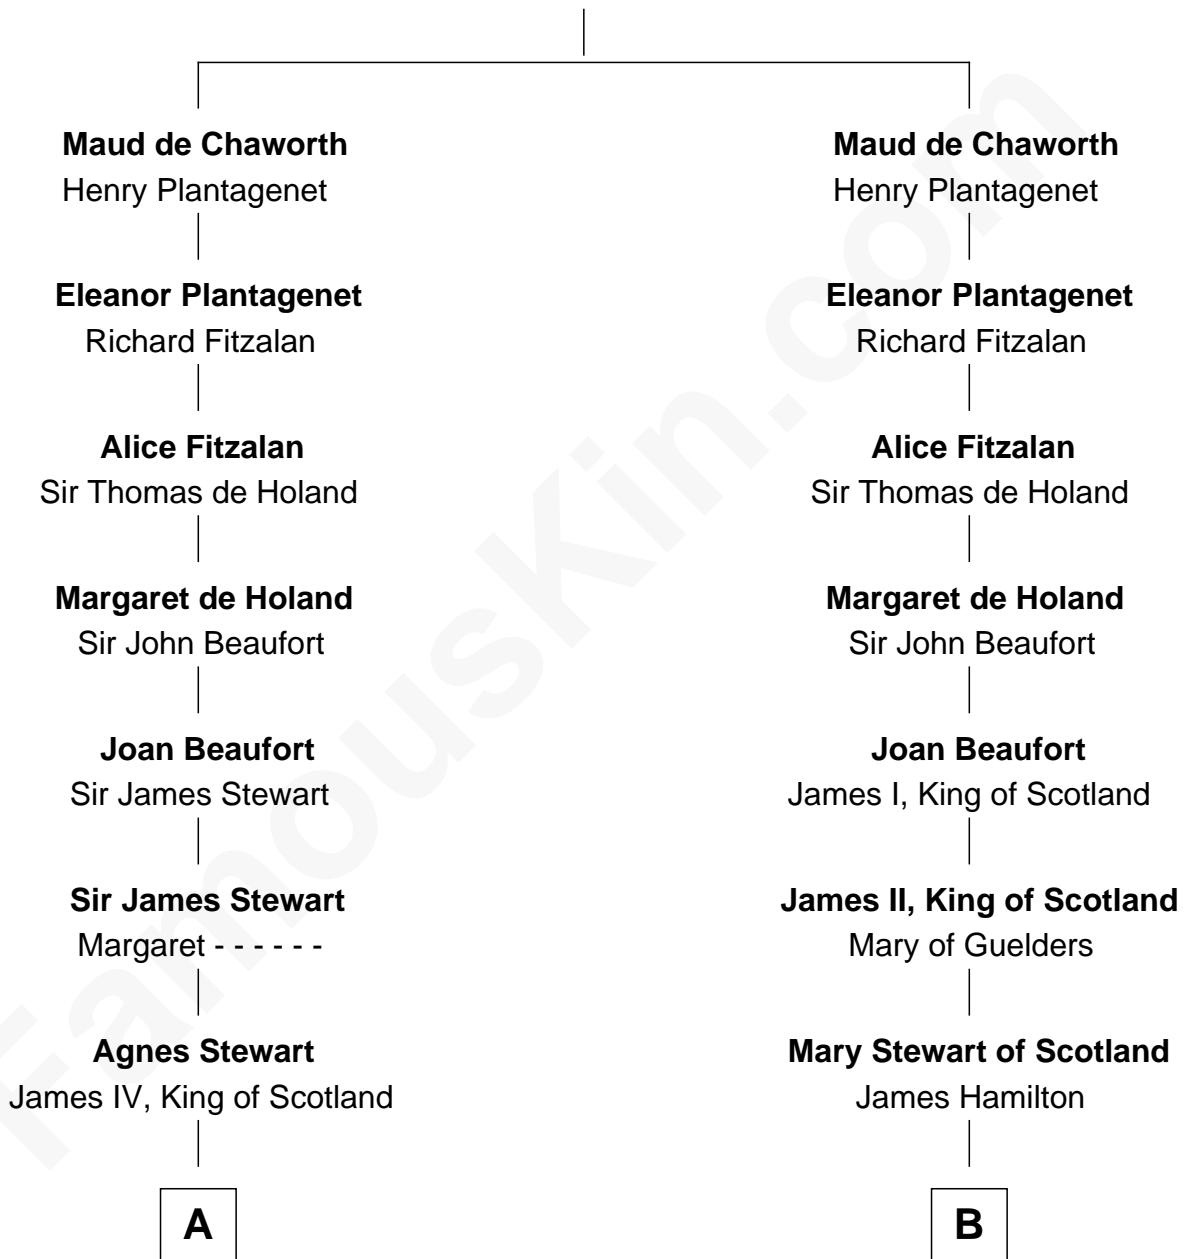 Maud de Chaworth
Henry Plantagenet
Eleanor Plantagenet
Richard Fitzalan
Alice Fitzalan
Sir Thomas de Holand
Margaret de Holand
Sir John Beaufort
Joan Beaufort
Sir James Stewart
Sir James Stewart
Margaret - - - - - -
Agnes Stewart
James IV, King of Scotland
A
Maud de Chaworth
Henry Plantagenet
Eleanor Plantagenet
Richard Fitzalan
Alice Fitzalan
Sir Thomas de Holand
Margaret de Holand
Sir John Beaufort
Joan Beaufort
James I, King of Scotland
James II, King of Scotland
Mary of Guelders
Mary Stewart of Scotland
James Hamilton
B
FamousKin.com